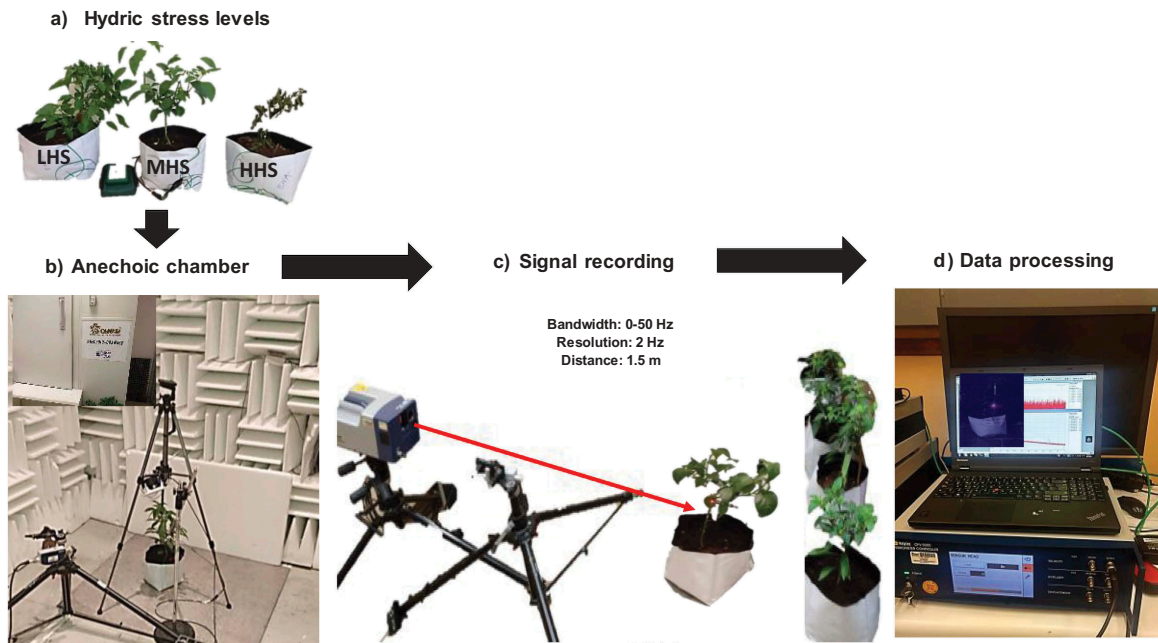 a) Hydric stress levels
LHS
MHS
HHS
b) Anechoic chamber
c) Signal recording
d) Data processing
Bandwidth: 0-50 Hz
Resolution: 2 Hz
Distance: 1.5 m
ThinkPad